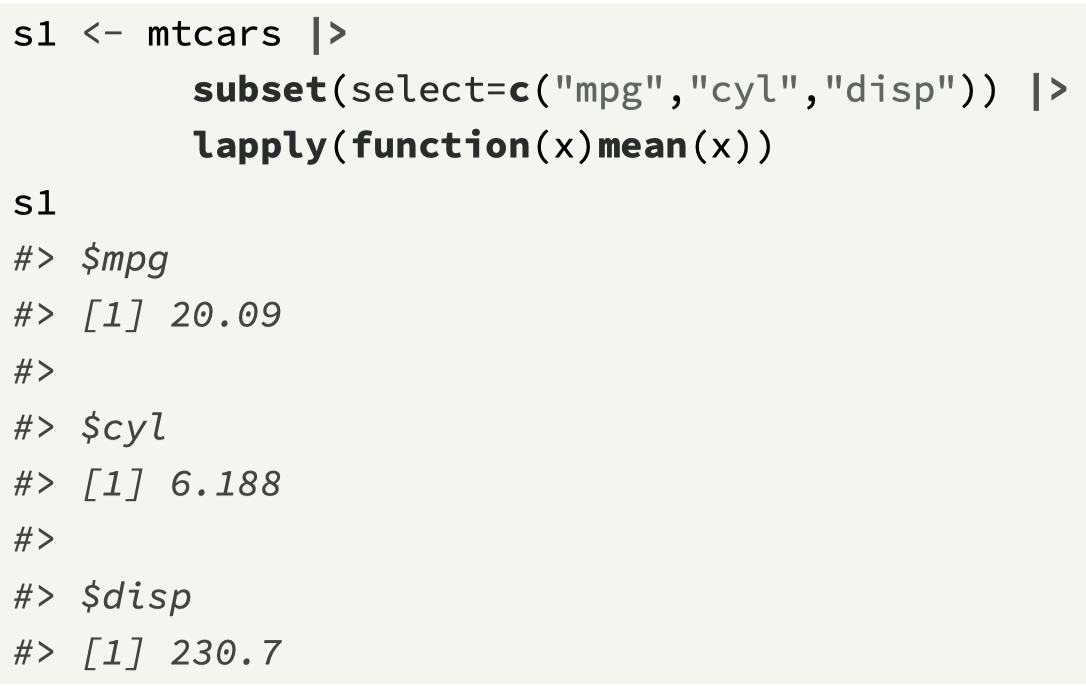 s1 <- mtcars |>
subset(select=c("mpg","cyl","disp")) |>
lapply(function(x)mean(x))
s1
#> $mpg
#> [1] 20.09
#>
#> $cyl
#> [1] 6.188
#>
#> $disp
#> [1] 230.7